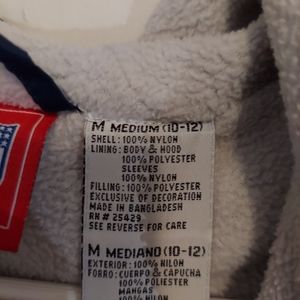 M MEDIUM (10-12)
SHELL: 100% NYLON
LINING: BODY & HOOD
100% POLYESTER
SLEEVES
100% NYLON
FILLING: 100% POLYESTER
EXCLUSIVE OF DECORATION
MADE IN BANGLADESH
RN # 25429
SEE REVERSE FOR CARE
M MEDIANO (10-12)
EXTERIOR: 100% NILON
FORRO: CUERPO & CAPUCHA
100% POLIESTER
MANGAS
100% NILON